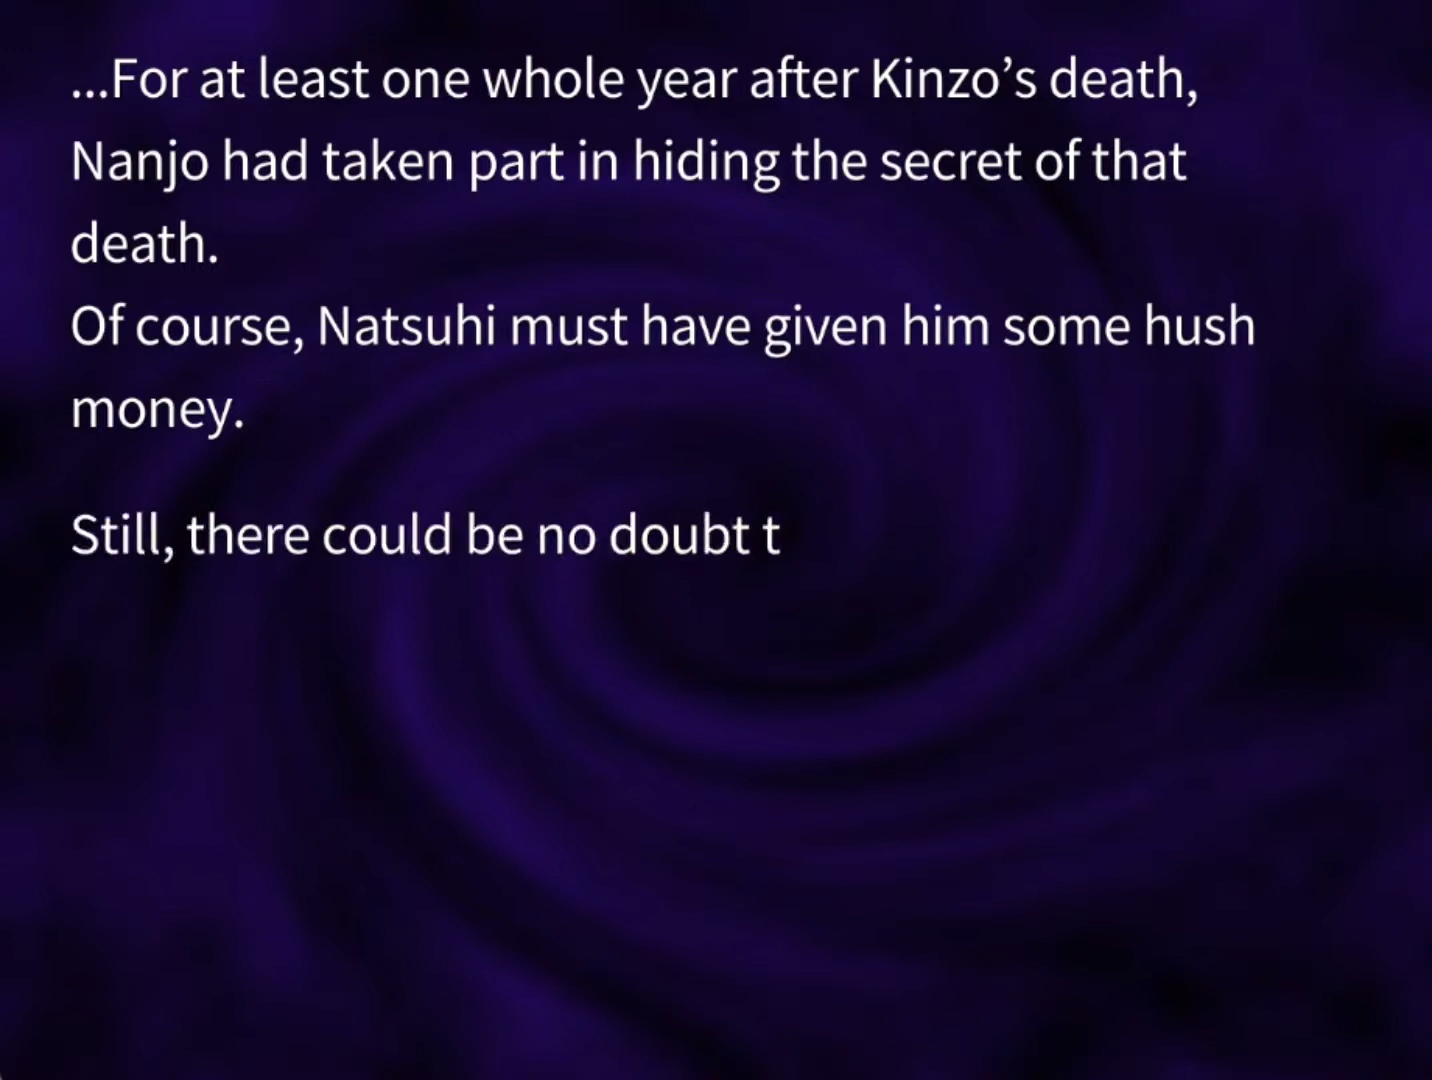 ...For at least one whole year after Kinzo’s death,
Nanjo had taken part in hiding the secret of that
death.
Of course, Natsuhi must have given him some hush
money.
Still, there could be no doubt t